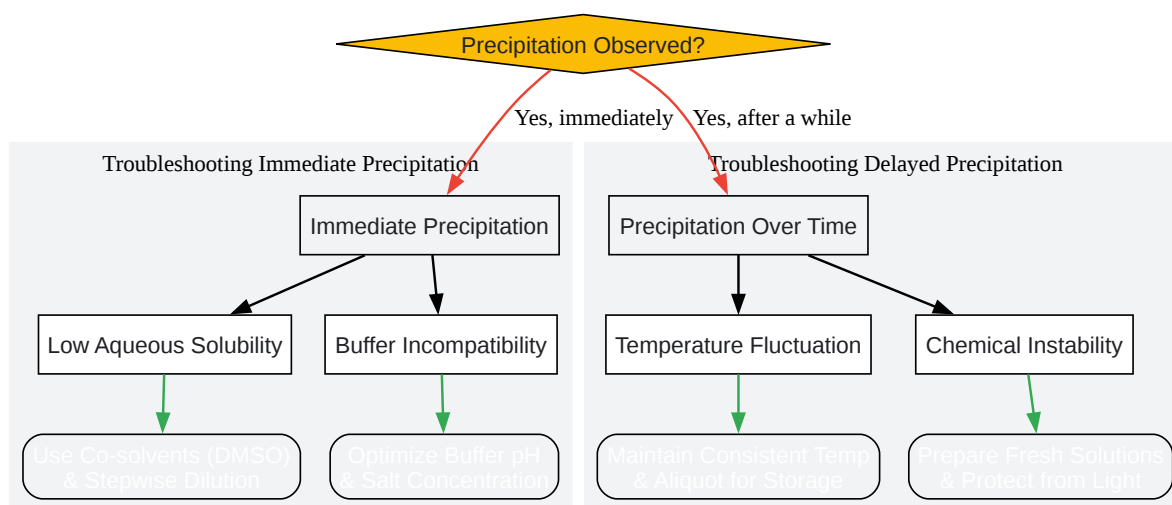 Precipitation Observed?
Yes, immediately
Yes, after a while
Troubleshooting Immediate Precipitation
Troubleshooting Delayed Precipitation
Immediate Precipitation
Precipitation Over Time
Low Aqueous Solubility
Buffer Incompatibility
Temperature Fluctuation
Chemical Instability
Use Co-solvents (DMSO)
& Stepwise Dilution
Optimize Buffer pH
& Salt Concentration
Maintain Consistent Temp
& Aliquot for Storage
Prepare Fresh Solutions
& Protect from Light